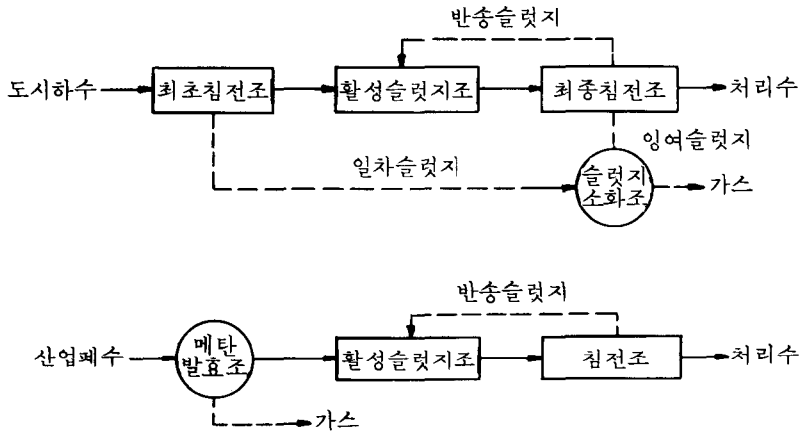 반송슬럿지
도시하수
최초침전조
활성슬럿지조
최종침전조
처리수
잉여슬럿지
일차슬럿지
슬럿지
소화조
가스
반송슬럿지
산업폐수
메탄
발효조
활성슬럿지조
침전조
처리수
가스